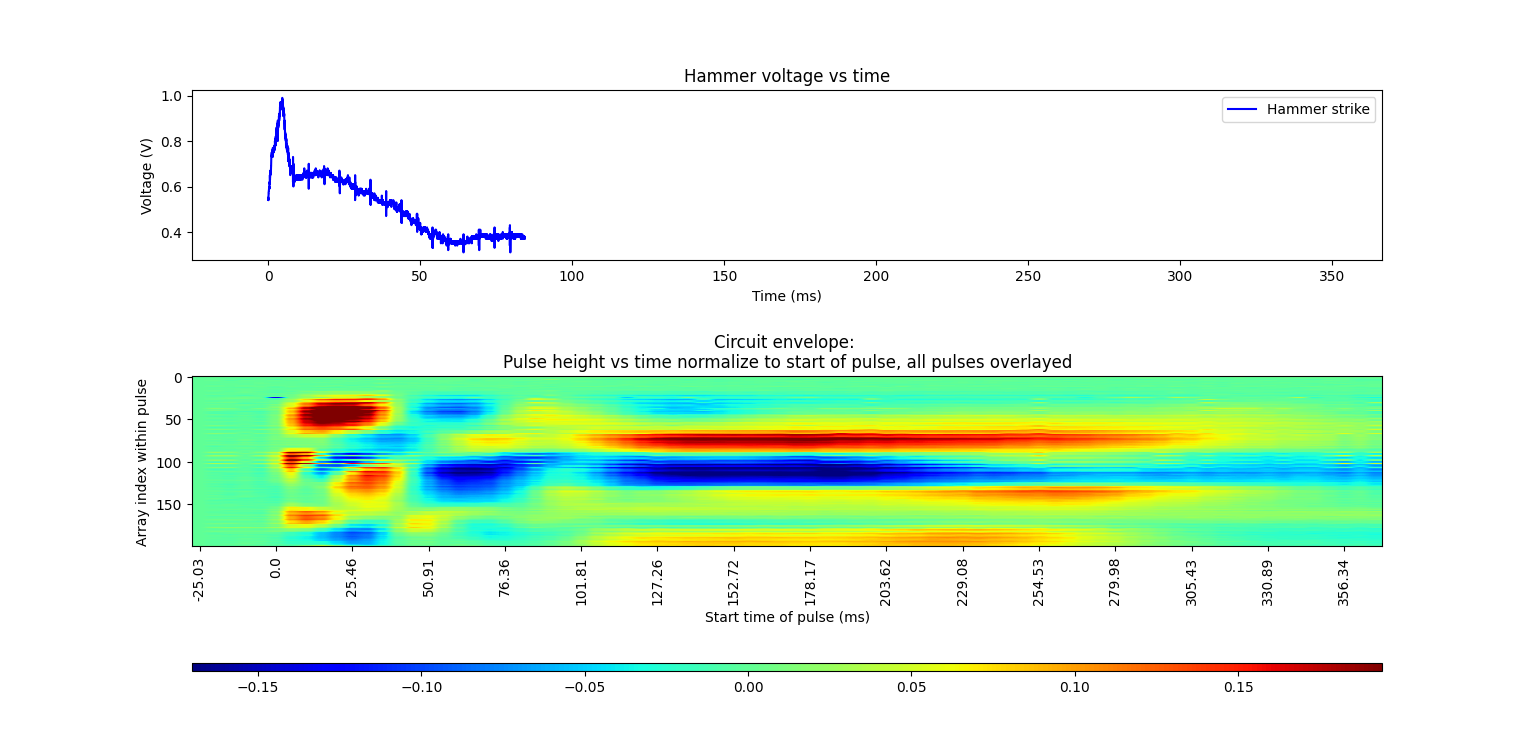 Hammer voltage vs time
1.0
0.8
0.6
0.4
Voltage (V)
Hammer strike
0 50 100 150 200 250 300 350
Time (ms)
Circuit envelope:
Pulse height vs time normalize to start of pulse, all pulses overlayed
0
50
100
150
Array index within pulse
-25.03 0.0 25.46 50.91 76.36 101.81 127.26 152.72 178.17 203.62 229.08 254.53 279.98 305.43 330.89 356.34
Start time of pulse (ms)
−0.15 −0.10 −0.05 0.00 0.05 0.10 0.15